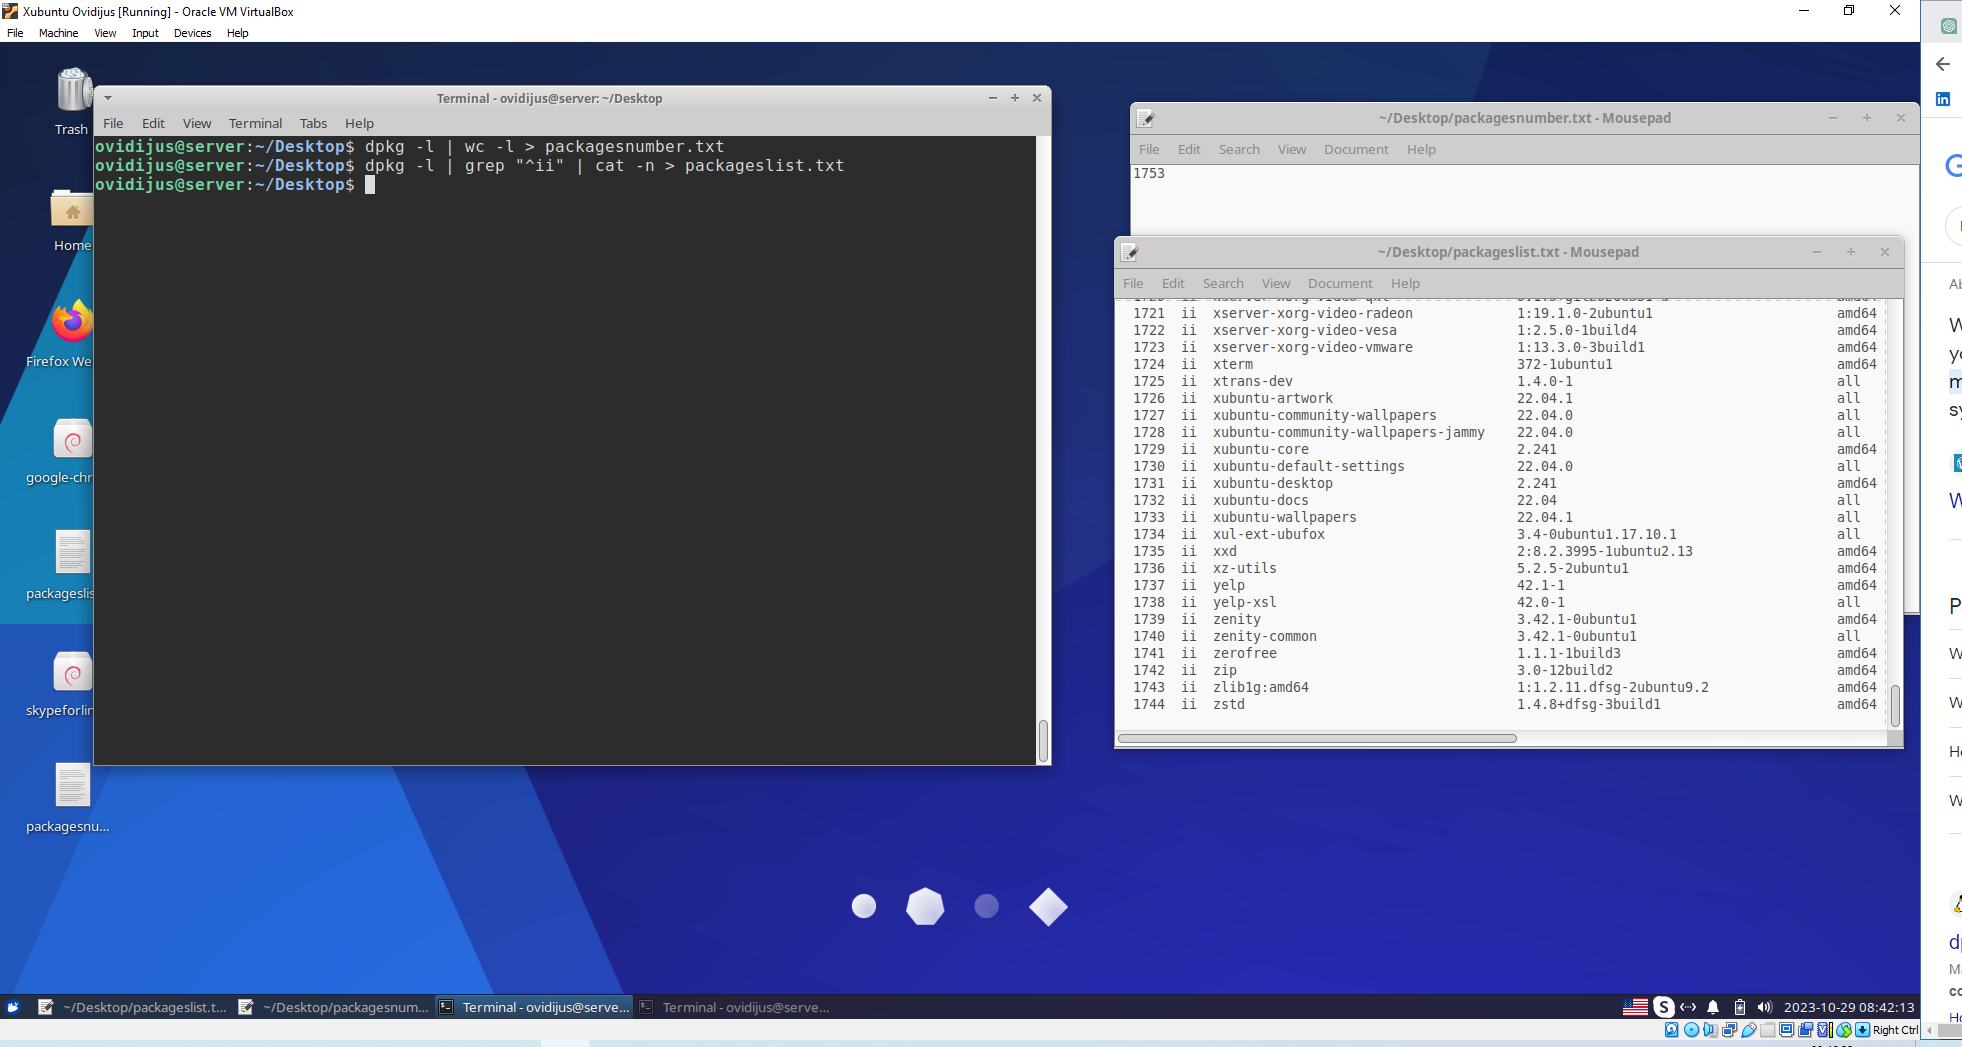 Xubuntu Ovidijus [Running] - Oracle VM VirtualBox
File Machine View Input Devices Help
Trash
Home
Firefox We
google-chr
packageslis
skypeforlin
packagesnu...
Terminal - ovidijus@server: ~/Desktop
File Edit View Terminal Tabs Help
ovidijus@server:~/Desktop$ dpkg -l | wc -l > packagesnumber.txt
ovidijus@server:~/Desktop$ dpkg -l | grep "^ii" | cat -n > packageslist.txt
ovidijus@server:~/Desktop$
~/Desktop/packagesnumber.txt - Mousepad
File Edit Search View Document Help
1753
~/Desktop/packageslist.txt - Mousepad
File Edit Search View Document Help
1721 ii xserver-xorg-video-radeon 1:19.1.0-2ubuntu1 amd64
1722 ii xserver-xorg-video-vesa 1:2.5.0-1build4 amd64
1723 ii xserver-xorg-video-vmware 1:13.3.0-3build1 amd64
1724 ii xterm 372-1ubuntu1 amd64
1725 ii xtrans-dev 1.4.0-1 all
1726 ii xubuntu-artwork 22.04.1 all
1727 ii xubuntu-community-wallpapers 22.04.0 all
1728 ii xubuntu-community-wallpapers-jammy 22.04.0 all
1729 ii xubuntu-core 2.241 amd64
1730 ii xubuntu-default-settings 22.04.0 all
1731 ii xubuntu-desktop 2.241 amd64
1732 ii xubuntu-docs 22.04 all
1733 ii xubuntu-wallpapers 22.04.1 all
1734 ii xul-ext-ubufox 3.4-0ubuntu1.17.10.1 all
1735 ii xxd 2:8.2.3995-1ubuntu2.13 amd64
1736 ii xz-utils 5.2.5-2ubuntu1 amd64
1737 ii yelp 42.1-1 amd64
1738 ii yelp-xsl 42.0-1 all
1739 ii zenity 3.42.1-0ubuntu1 amd64
1740 ii zenity-common 3.42.1-0ubuntu1 all
1741 ii zerofree 1.1.1-1build3 amd64
1742 ii zip 3.0-12build2 amd64
1743 ii zlib1g:amd64 1:1.2.11.dfsg-2ubuntu9.2 amd64
1744 ii zstd 1.4.8+dfsg-3build1 amd64
~/Desktop/packageslist.t... ~/Desktop/packagesnum... Terminal - ovidijus@serve... Terminal - ovidijus@serve... 2023-10-29 08:42:13
Right Ctrl